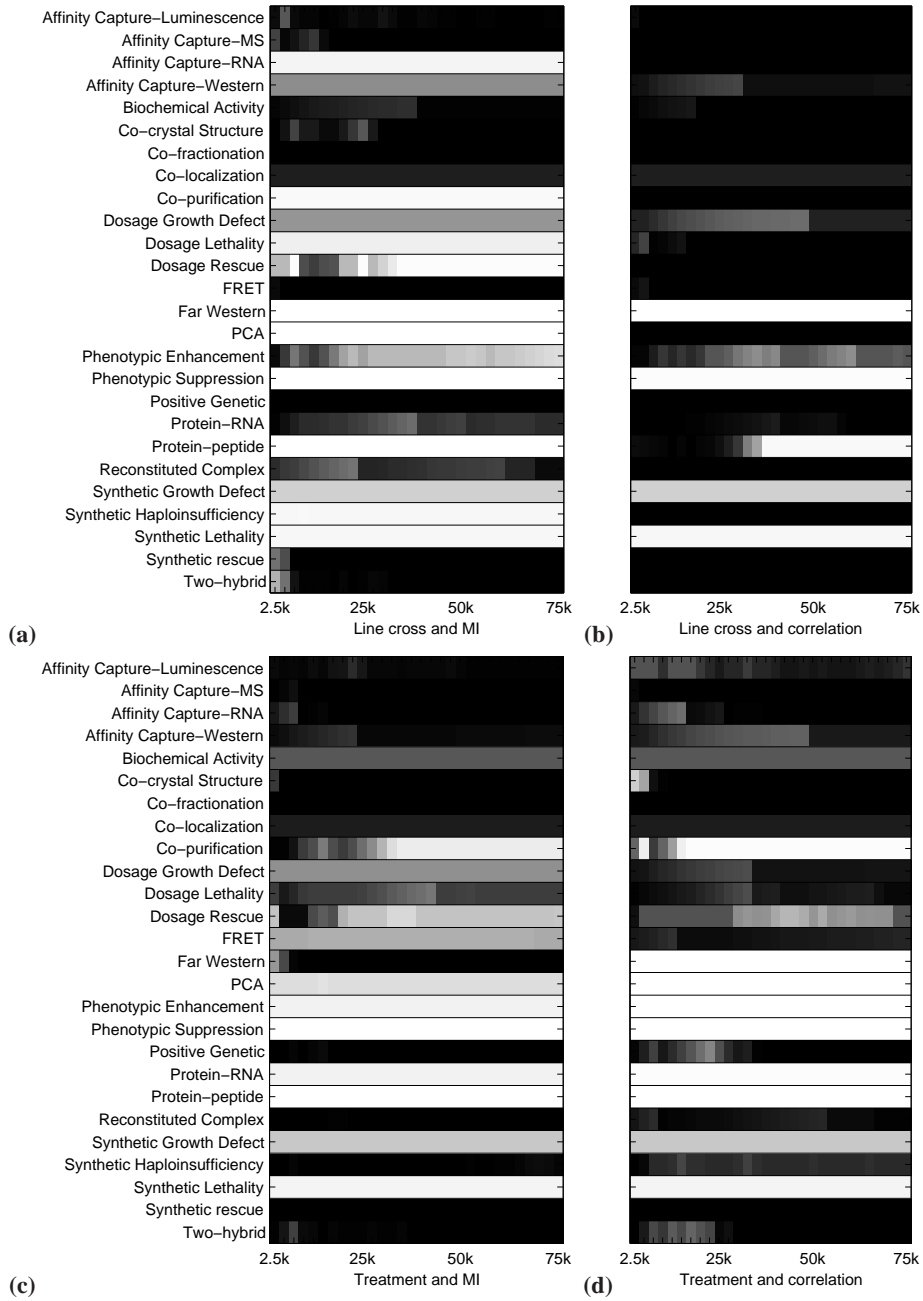 Affinity Capture−Luminescence
Affinity Capture−MS
Affinity Capture−RNA
Affinity Capture−Western
Biochemical Activity
Co−crystal Structure
Co−fractionation
Co−localization
Co−purification
Dosage Growth Defect
Dosage Lethality
Dosage Rescue
FRET
Far Western
PCA
Phenotypic Enhancement
Phenotypic Suppression
Positive Genetic
Protein−RNA
Protein−peptide
Reconstituted Complex
Synthetic Growth Defect
Synthetic Haploinsufficiency
Synthetic Lethality
Synthetic rescue
Two−hybrid
2.5k 25k 50k 75k
(a) Line cross and MI
2.5k 25k 50k 75k
(b) Line cross and correlation
Affinity Capture−Luminescence
Affinity Capture−MS
Affinity Capture−RNA
Affinity Capture−Western
Biochemical Activity
Co−crystal Structure
Co−fractionation
Co−localization
Co−purification
Dosage Growth Defect
Dosage Lethality
Dosage Rescue
FRET
Far Western
PCA
Phenotypic Enhancement
Phenotypic Suppression
Positive Genetic
Protein−RNA
Protein−peptide
Reconstituted Complex
Synthetic Growth Defect
Synthetic Haploinsufficiency
Synthetic Lethality
Synthetic rescue
Two−hybrid
2.5k 25k 50k 75k
(c) Treatment and MI
2.5k 25k 50k 75k
(d) Treatment and correlation